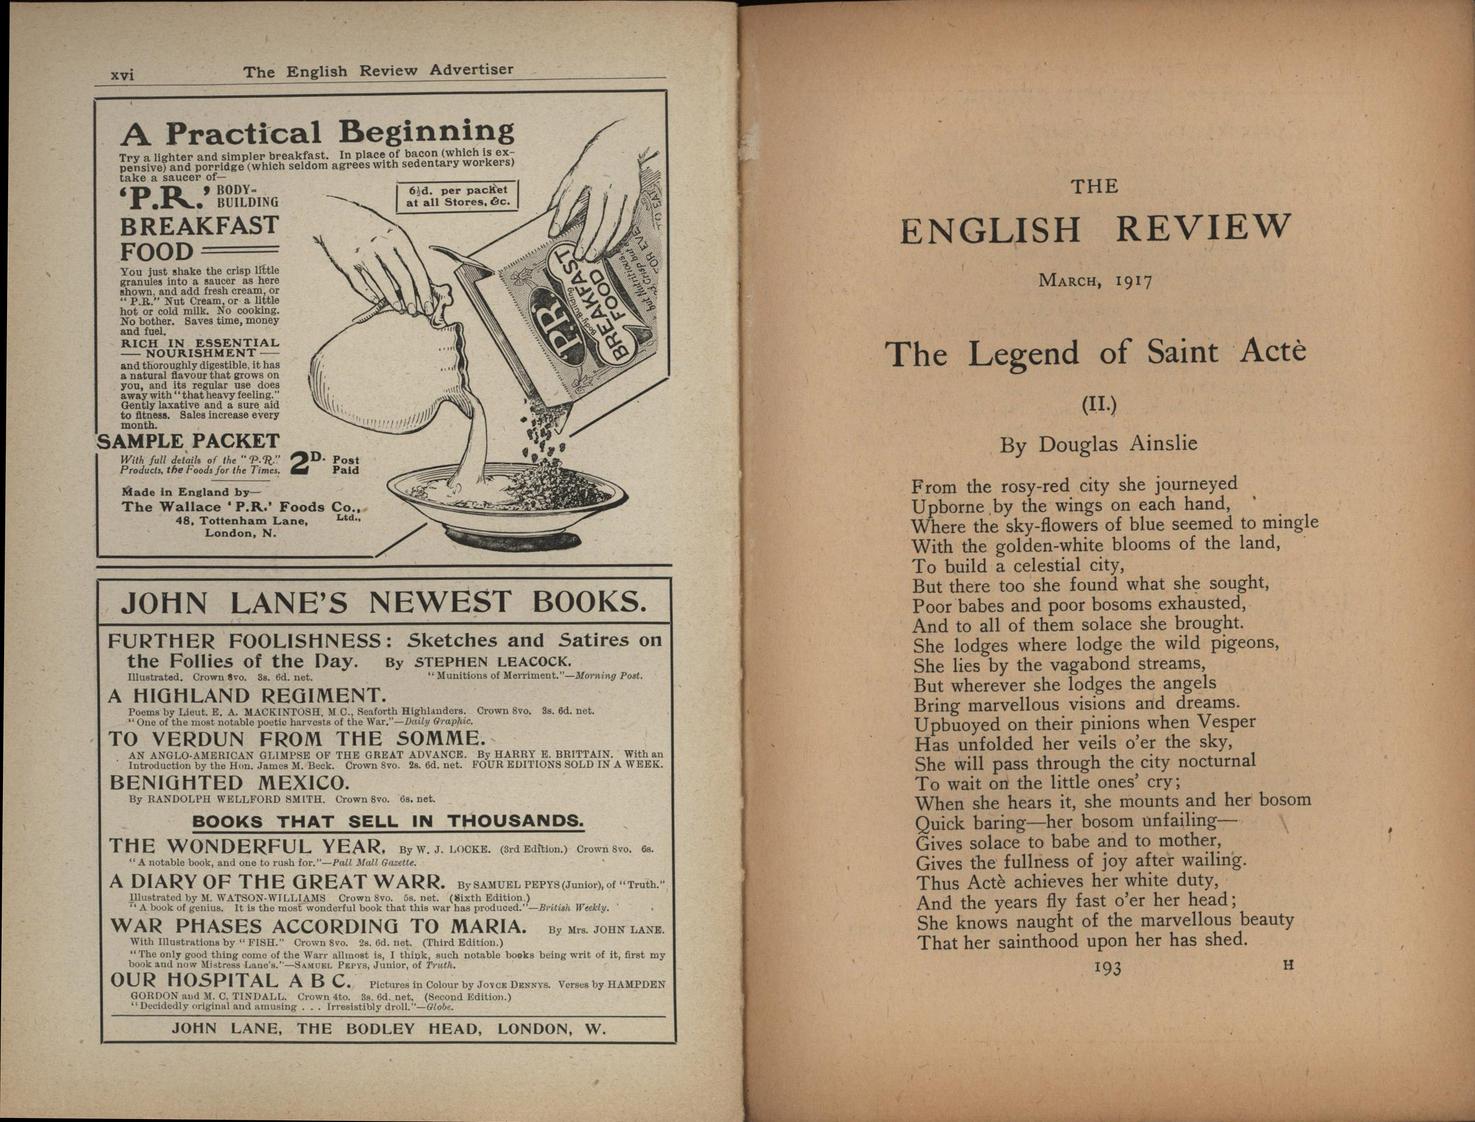 xvi
The English Review Advertiser
A Practical Beginning
Try a lighter and simpler breakfast. In place of bacon (which is ex-
pensive) and porridge (which seldom agrees with sedentary workers)
take a saucer of—
'P.R.' BODY-
BUILDING
BREAKFAST
FOOD
You just shake the crisp little
granules into a saucer as here
shown, and add fresh cream, or
"P.R." Nut Cream, or a little
hot or cold milk. No cooking.
No bother. Saves time, money
and fuel.
RICH IN ESSENTIAL
— NOURISHMENT —
and thoroughly digestible, it has
a natural flavour that grows on
you, and its regular use does
away with "that heavy feeling."
Gently laxative and a sure aid
to fitness. Sales increase every
month.
SAMPLE PACKET
With full details of the "P.R."
Products, the Foods for the Times.
2D. Post
Paid
Made in England by—
The Wallace 'P.R.' Foods Co.,
48, Tottenham Lane, Ltd.,
London, N.
6½d. per packet
at all Stores, &c.
P.R.
Body Building
BREAKFAST
FOOD
JOHN LANE'S NEWEST BOOKS.
FURTHER FOOLISHNESS: Sketches and Satires on
the Follies of the Day. By STEPHEN LEACOCK.
Illustrated. Crown 8vo. 3s. 6d. net. "Munitions of Merriment."—Morning Post.
A HIGHLAND REGIMENT.
Poems by Lieut. E. A. MACKINTOSH, M.C., Seaforth Highlanders. Crown 8vo. 3s. 6d. net.
"One of the most notable poetic harvests of the War."—Daily Graphic.
TO VERDUN FROM THE SOMME.
AN ANGLO-AMERICAN GLIMPSE OF THE GREAT ADVANCE. By HARRY E. BRITTAIN. With an
Introduction by the Hon. James M. Beck. Crown 8vo. 2s. 6d. net. FOUR EDITIONS SOLD IN A WEEK.
BENIGHTED MEXICO.
By RANDOLPH WELLFORD SMITH. Crown 8vo. 6s. net.
BOOKS THAT SELL IN THOUSANDS.
THE WONDERFUL YEAR. By W. J. LOCKE. (3rd Edition.) Crown 8vo. 6s.
"A notable book, and one to rush for."—Pall Mall Gazette.
A DIARY OF THE GREAT WARR. By SAMUEL PEPYS (Junior), of "Truth."
Illustrated by M. WATSON-WILLIAMS Crown 8vo. 5s. net. (Sixth Edition.)
"A book of genius. It is the most wonderful book that this war has produced."—British Weekly.
WAR PHASES ACCORDING TO MARIA. By Mrs. JOHN LANE.
With Illustrations by "FISH." Crown 8vo. 2s. 6d. net. (Third Edition.)
"The only good thing come of the Warr allmost is, I think, such notable books being writ of it, first my
book and now Mistress Lane's."—SAMUEL PEPYS, Junior, of Truth.
OUR HOSPITAL A B C. Pictures in Colour by JOYCE DENNYS. Verses by HAMPDEN
GORDON and M. C. TINDALL. Crown 4to. 3s. 6d. net. (Second Edition.)
"Decidedly original and amusing . . . Irresistibly droll."—Globe.
JOHN LANE, THE BODLEY HEAD, LONDON, W.
THE
ENGLISH REVIEW
MARCH, 1917
The Legend of Saint Actè
(II.)
By Douglas Ainslie
From the rosy-red city she journeyed
Upborne by the wings on each hand,
Where the sky-flowers of blue seemed to mingle
With the golden-white blooms of the land,
To build a celestial city,
But there too she found what she sought,
Poor babes and poor bosoms exhausted,
And to all of them solace she brought.
She lodges where lodge the wild pigeons,
She lies by the vagabond streams,
But wherever she lodges the angels
Bring marvellous visions and dreams.
Upbuoyed on their pinions when Vesper
Has unfolded her veils o'er the sky,
She will pass through the city nocturnal
To wait on the little ones' cry;
When she hears it, she mounts and her bosom
Quick baring—her bosom unfailing—
Gives solace to babe and to mother,
Gives the fullness of joy after wailing.
Thus Actè achieves her white duty,
And the years fly fast o'er her head;
She knows naught of the marvellous beauty
That her sainthood upon her has shed.
193
H